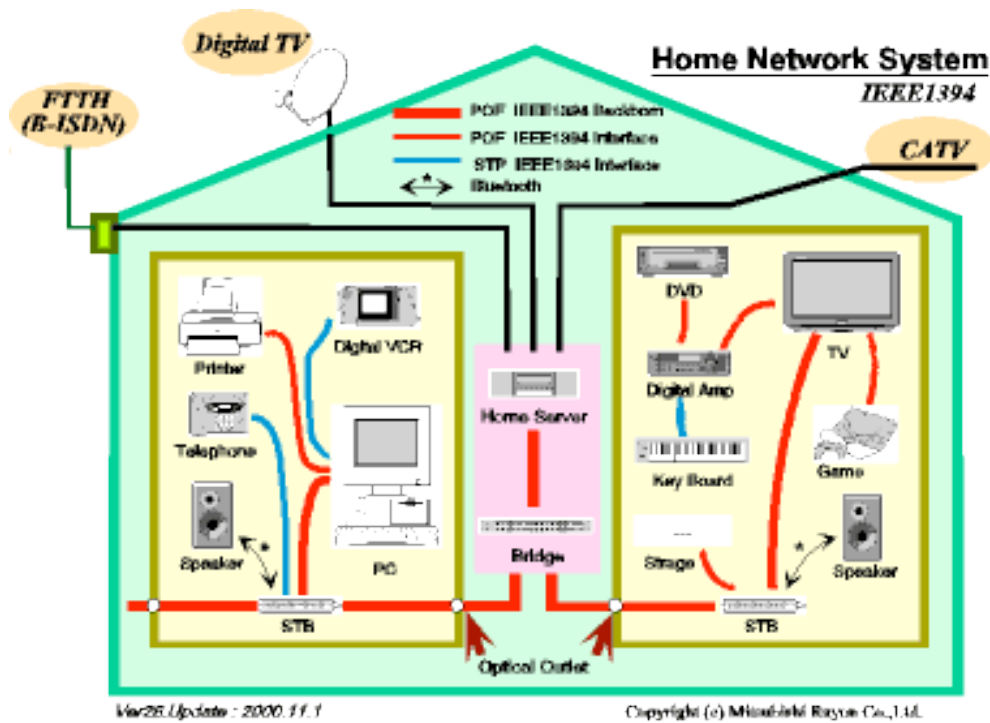 Digital TV
Home Network System
IEEE1394
FTTH
(B-ISDN)
CATV
POF IEEE1394 Backborn
POF IEEE1394 Interface
STP IEEE1394 Interface
* Bluetooth
DVD
TV
Printer
Digital VCR
Digital Amp
Home Server
Telephone
Key Board
Game
Speaker
*
PC
Bridge
Strage
*
Speaker
STB
STB
Optical Outlet
Ver25.Update : 2000.11.1
Copyright (c) Mitsubishi Rayon Co.,Ltd.